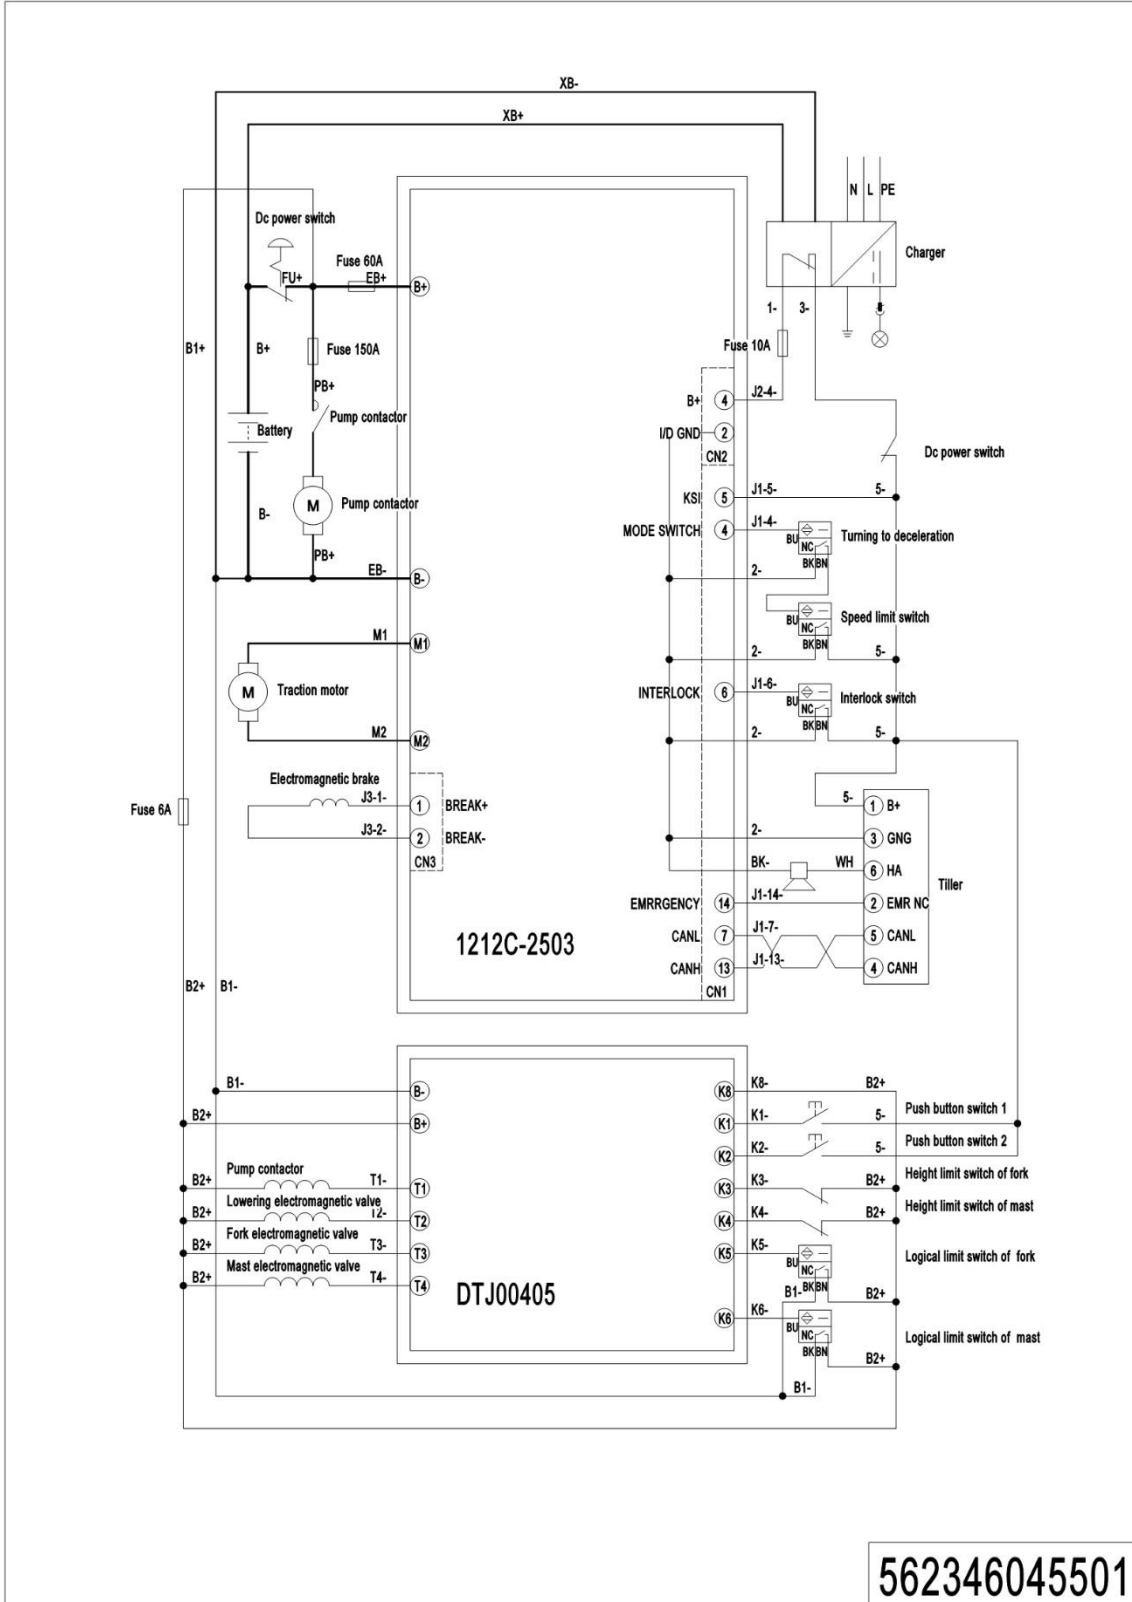 XB-
XB+
N L PE
Dc power switch
Fuse 60A
FU+ EB+ B+
Charger
1- 3-
B1+ B+ Fuse 150A Fuse 10A
PB+
B+ 4 J2-4-
Battery Pump contactor
I/D GND 2
CN2 Dc power switch
KSI 5 J1-5- 5-
M Pump contactor
B-
MODE SWITCH 4 J1-4- Turning to deceleration
BU NC
BK BN
PB+
EB- B- 2-
Speed limit switch
BU NC
BK BN
M1 M1
2- 5-
M Traction motor
INTERLOCK 6 J1-6- Interlock switch
BU NC
BK BN
M2 M2
2- 5-
Electromagnetic brake
Fuse 6A J3-1- 1 BREAK+
5- 1 B+
J3-2- 2 BREAK-
CN3
2- 3 GNG
BK- WH 6 HA
Tiller
EMRRGENCY 14 J1-14- 2 EMR NC
1212C-2503
CANL 7 J1-7- 5 CANL
CANH 13 J1-13- 4 CANH
CN1
B2+ B1-
B1- B- K8 K8- B2+
B2+ B+ K1 K1- 5- Push button switch 1
K2 K2- 5- Push button switch 2
Pump contactor
B2+ T1- T1 K3 K3- B2+ Height limit switch of fork
Lowering electromagnetic valve
B2+ T2- T2 K4 K4- B2+ Height limit switch of mast
Fork electromagnetic valve
B2+ T3- T3 K5 K5- Logical limit switch of fork
BU NC
Mast electromagnetic valve
B2+ T4- T4 B1- BK BN B2+
DTJ00405
K6 K6- Logical limit switch of mast
BU NC
BK BN B2+
B1-
562346045501